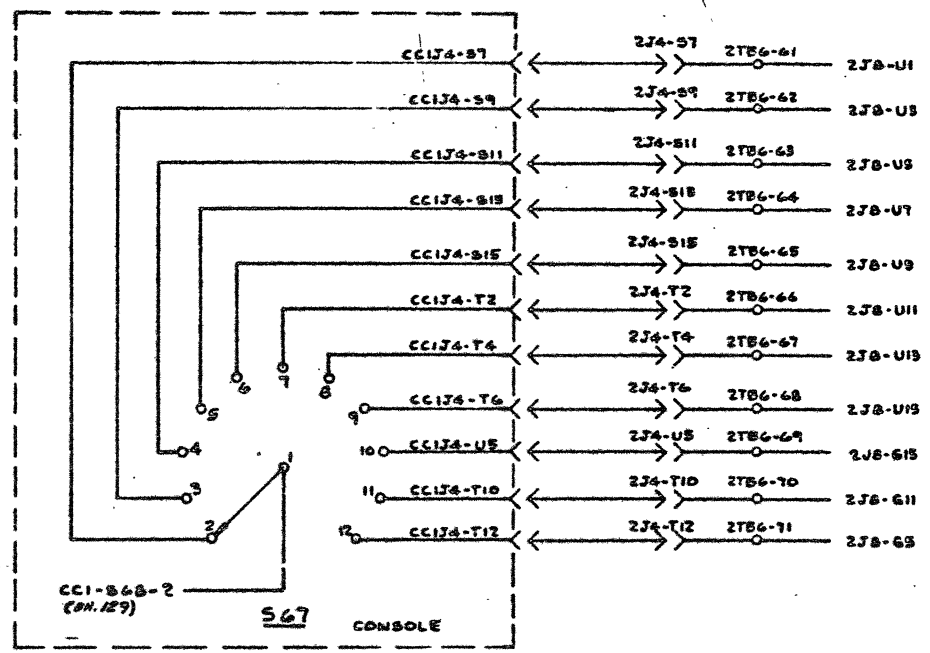 CC1J4-S7 2J4-S7 2TB6-61 2J8-U1
CC1J4-S9 2J4-S9 2TB6-62 2J8-U3
CC1J4-S11 2J4-S11 2TB6-63 2J8-U5
CC1J4-S13 2J4-S13 2TB6-64 2J8-U7
CC1J4-S15 2J4-S15 2TB6-65 2J8-U9
CC1J4-T2 2J4-T2 2TB6-66 2J8-U11
CC1J4-T4 2J4-T4 2TB6-67 2J8-U13
6 7 8
CC1J4-T6 2J4-T6 2TB6-68 2J8-U15
5 9
4 1 10 CC1J4-U5 2J4-U5 2TB6-69 2J8-S15
3 11 CC1J4-T10 2J4-T10 2TB6-70 2J8-S11
2 12 CC1J4-T12 2J4-T12 2TB6-71 2J8-S5
CC1-S68-2
(SH. 129)
S67
CONSOLE